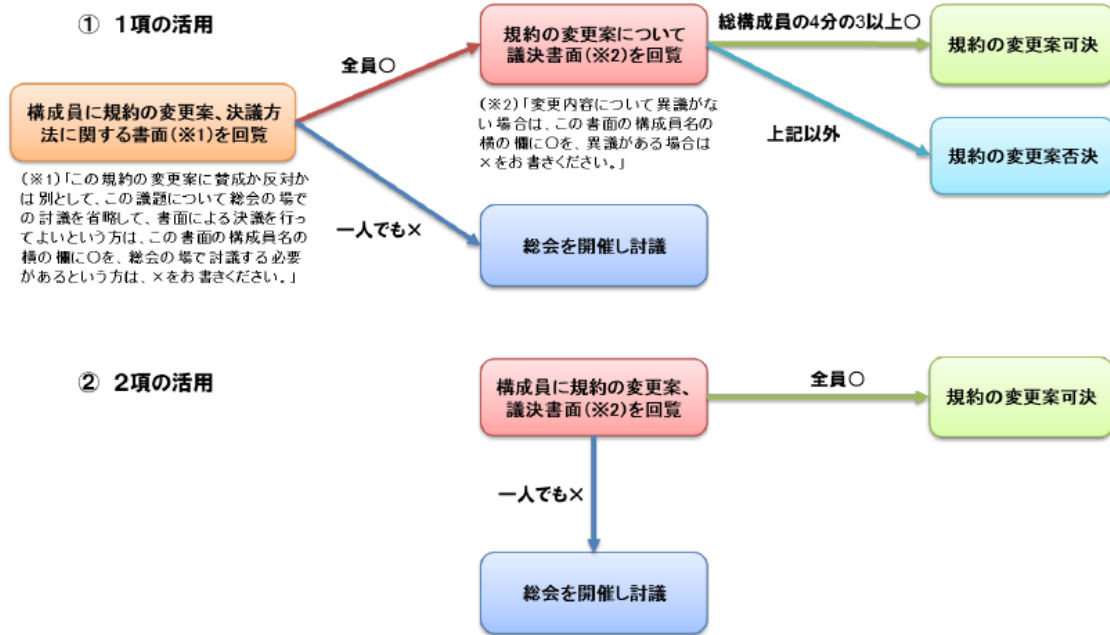 ① 1項の活用
総構成員の4分の3以上○
規約の変更案について
議決書面(※2)を回覧
規約の変更案可決
全員○
構成員に規約の変更案、決議方
法に関する書面(※1)を回覧
(※2)「変更内容について異議がな
い場合は、この書面の構成員名の
横の欄に○を、異議がある場合は
×をお書きください。」
上記以外
規約の変更案否決
(※1)「この規約の変更案に賛成か反対か
は別として、この議題について総会の場で
の討議を省略して、書面による決議を行っ
てよいという方は、この書面の構成員名の
横の欄に○を、総会の場で討議する必要
があるという方は、×をお書きください。」
一人でも×
総会を開催し討議
② 2項の活用
構成員に規約の変更案、
議決書面(※2)を回覧
全員○
規約の変更案可決
一人でも×
総会を開催し討議